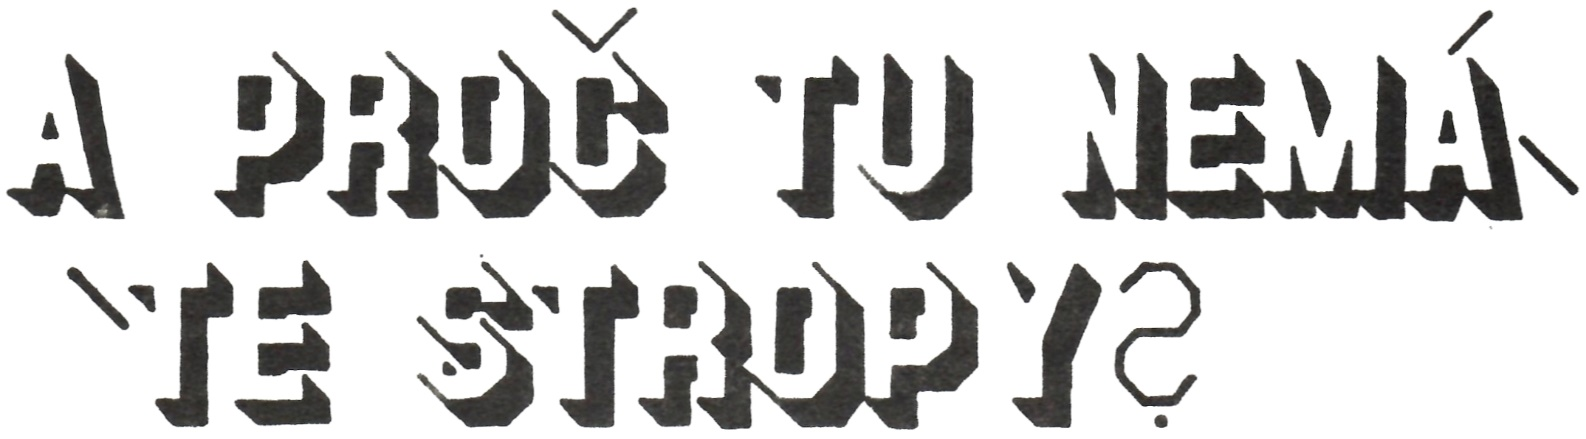 A PROČ TU NEMÁ-
-TE STROPY?